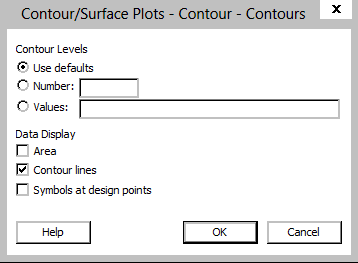 Contour/Surface Plots - Contour - Contours
x
Contour Levels
Use defaults
Number:
Values:
Data Display
Area
Contour lines
Symbols at design points
Help OK Cancel